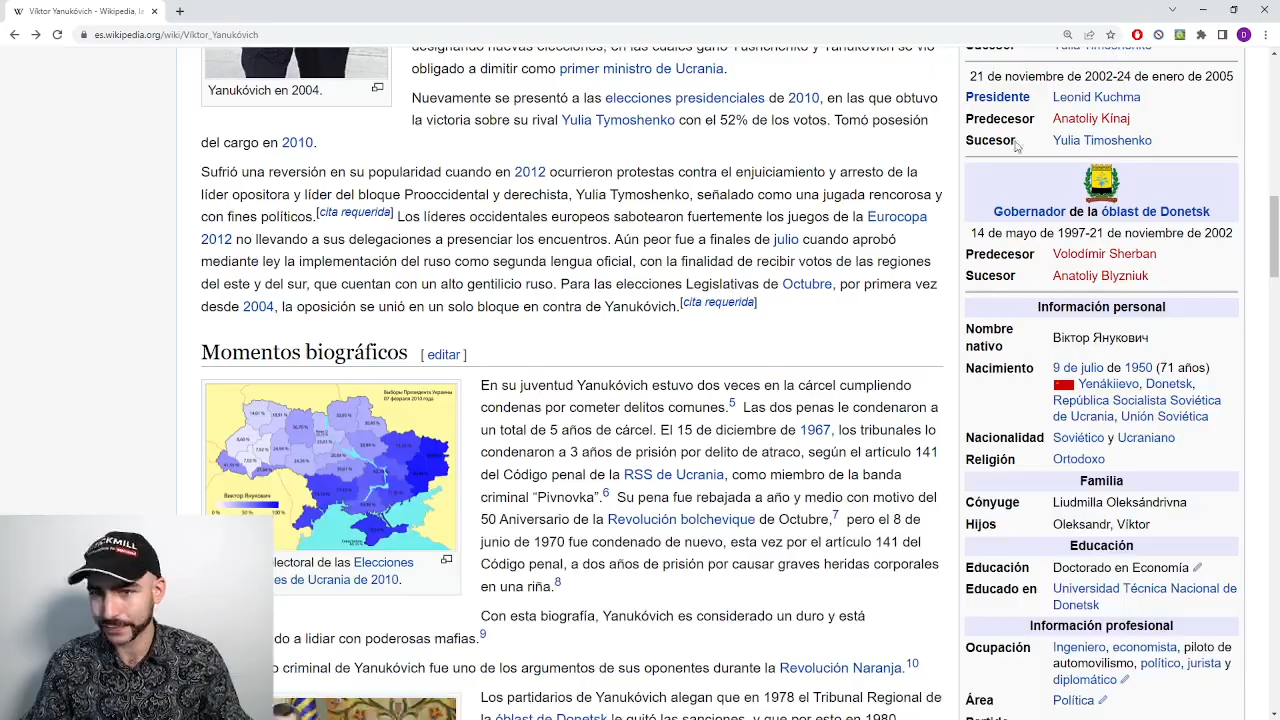 Víktor Yanukóvich - Wikipedia, la
es.wikipedia.org/wiki/Víktor_Yanukóvich
D
designando nuevas elecciones, en las cuales ganó Yúshchenko y Yanukóvich se vio
obligado a dimitir como primer ministro de Ucrania.
Yanukóvich en 2004.
Nuevamente se presentó a las elecciones presidenciales de 2010, en las que obtuvo
la victoria sobre su rival Yulia Tymoshenko con el 52% de los votos. Tomó posesión
del cargo en 2010.
Sufrió una reversión en su popularidad cuando en 2012 ocurrieron protestas contra el enjuiciamiento y arresto de la
líder opositora y líder del bloque Prooccidental y derechista, Yulia Tymoshenko, señalado como una jugada rencorosa y
con fines políticos.[cita requerida] Los líderes occidentales europeos sabotearon fuertemente los juegos de la Eurocopa
2012 no llevando a sus delegaciones a presenciar los encuentros. Aún peor fue a finales de julio cuando aprobó
mediante ley la implementación del ruso como segunda lengua oficial, con la finalidad de recibir votos de las regiones
del este y del sur, que cuentan con un alto gentilicio ruso. Para las elecciones Legislativas de Octubre, por primera vez
desde 2004, la oposición se unió en un solo bloque en contra de Yanukóvich.[cita requerida]
Momentos biográficos [ editar ]
Выборы Президента Украины
07 февраля 2010 года
Виктор Янукович
0 % 50 % 100 %
lectoral de las Elecciones
es de Ucrania de 2010.
En su juventud Yanukóvich estuvo dos veces en la cárcel cumpliendo
condenas por cometer delitos comunes.5 Las dos penas le condenaron a
un total de 5 años de cárcel. El 15 de diciembre de 1967, los tribunales lo
condenaron a 3 años de prisión por delito de atraco, según el artículo 141
del Código penal de la RSS de Ucrania, como miembro de la banda
criminal “Pivnovka”.6 Su pena fue rebajada a año y medio con motivo del
50 Aniversario de la Revolución bolchevique de Octubre,7 pero el 8 de
junio de 1970 fue condenado de nuevo, esta vez por el artículo 141 del
Código penal, a dos años de prisión por causar graves heridas corporales
en una riña.8
Con esta biografía, Yanukóvich es considerado un duro y está
do a lidiar con poderosas mafias.9
o criminal de Yanukóvich fue uno de los argumentos de sus oponentes durante la Revolución Naranja.10
Los partidarios de Yanukóvich alegan que en 1978 el Tribunal Regional de
la óblast de Donetsk le quitó las sanciones, y que por esto en 1980
Sucesor Yulia Timoshenko
21 de noviembre de 2002-24 de enero de 2005
Presidente Leonid Kuchma
Predecesor Anatoliy Kínaj
Sucesor Yulia Timoshenko
Gobernador de la óblast de Donetsk
14 de mayo de 1997-21 de noviembre de 2002
Predecesor Volodímir Sherban
Sucesor Anatoliy Blyzniuk
Información personal
Nombre nativo Віктор Янукович
Nacimiento 9 de julio de 1950 (71 años)
Yenákiievo, Donetsk,
República Socialista Soviética
de Ucrania, Unión Soviética
Nacionalidad Soviético y Ucraniano
Religión Ortodoxo
Familia
Cónyuge Liudmila Oleksándrivna
Hijos Oleksanr, Víktor
Educación
Educación Doctorado en Economía
Educado en Universidad Técnica Nacional de
Donetsk
Información profesional
Ocupación Ingeniero, economista, piloto de
automovilismo, político, jurista y
diplomático
Área Política